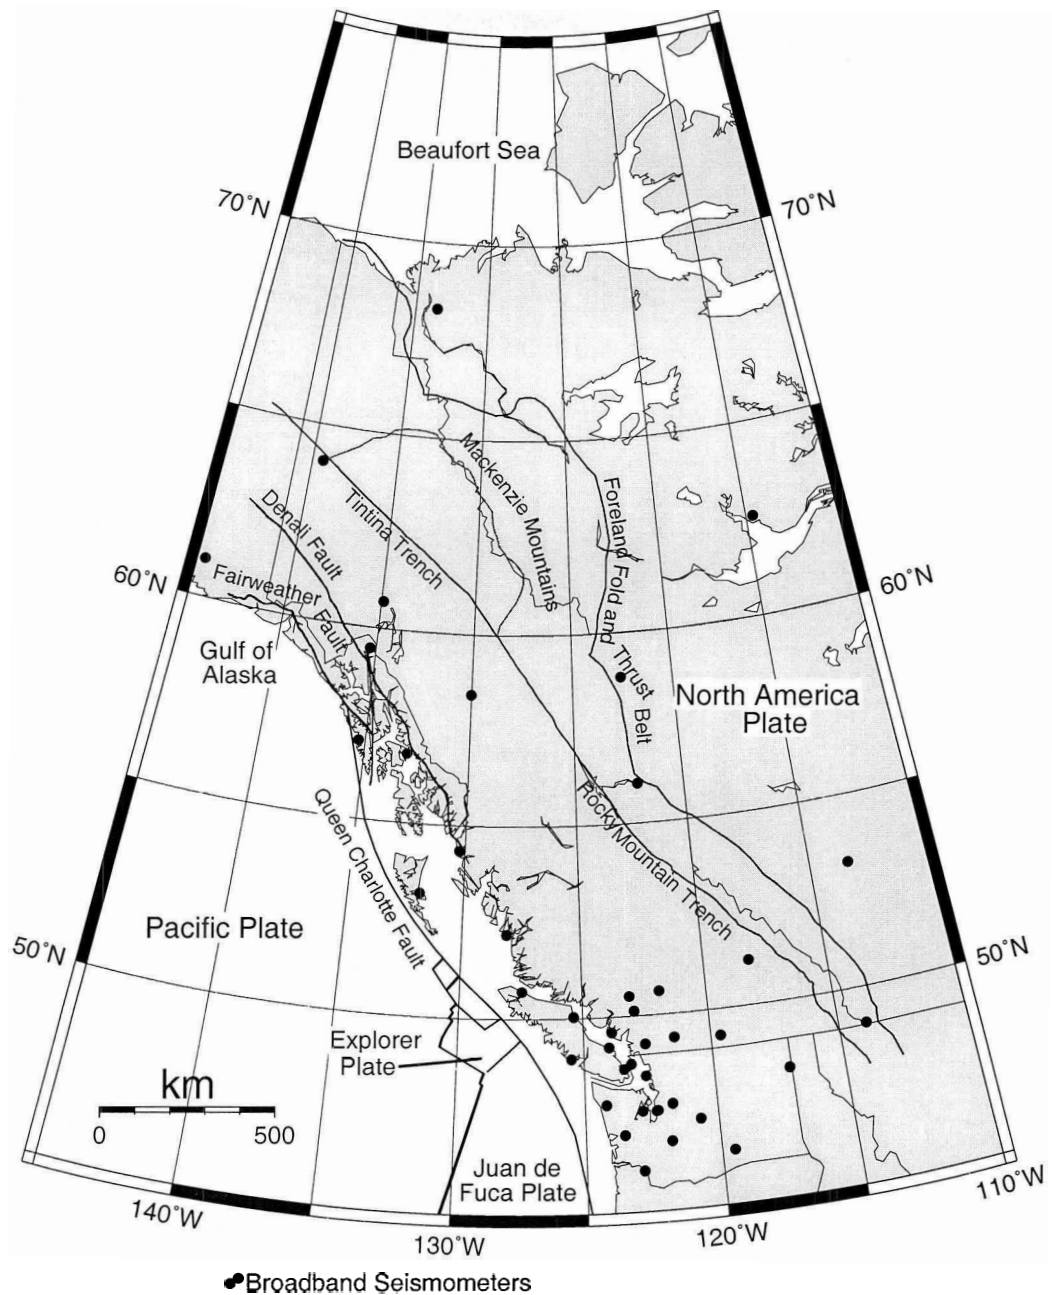 Beaufort Sea
70°N
70°N
Mackenzie Mountains
Foreland Fold and Thrust Belt
Tintina Trench
Denali Fault
Fairweather Fault
60°N
60°N
Gulf of
Alaska
North America
Plate
Rocky Mountain Trench
Queen Charlotte Fault
Pacific Plate
50°N
50°N
Explorer
Plate
km
0 500
Juan de
Fuca Plate
140°W
130°W
120°W
110°W
Broadband Seismometers